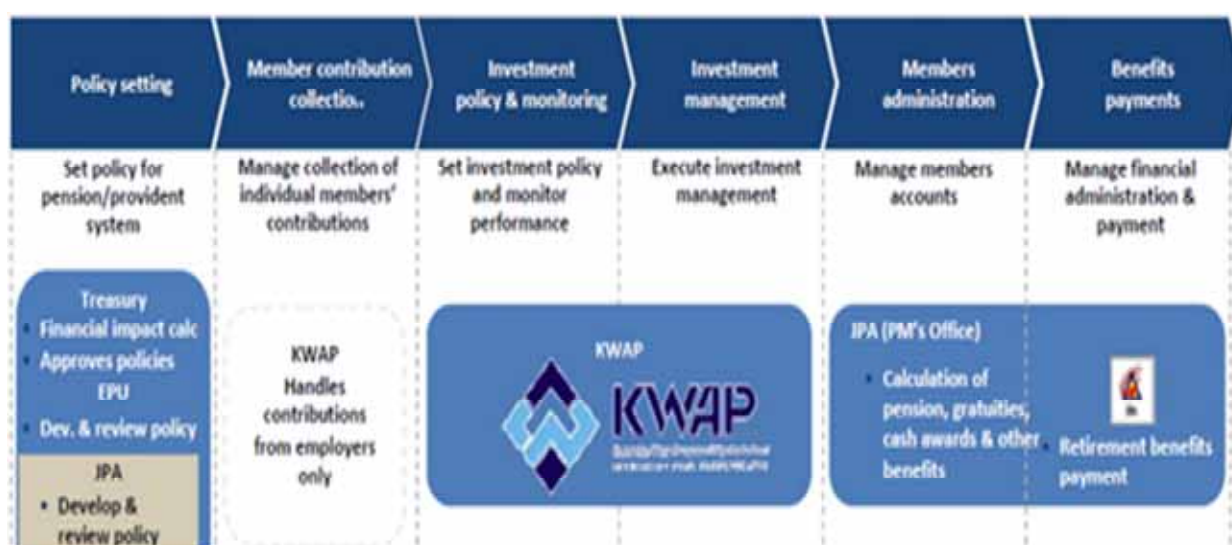 Policy setting
Member contribution
collectio..
Investment
policy & monitoring
Investment
management
Members
administration
Benefits
payments
Set policy for
pension/provident
system
Manage collection of
individual members'
contributions
Set investment policy
and monitor
performance
Execute investment
management
Manage members
accounts
Manage financial
administration &
payment
Treasury
• Financial impact calc
• Approves policies
EPU
• Dev. & review policy
JPA
• Develop &
review policy
KWAP
Handles
contributions
from employers
only
KWAP
KWAP
JPA (PM's Office)
• Calculation of
pension, gratuities,
cash awards & other
benefits
• Retirement benefits
payment